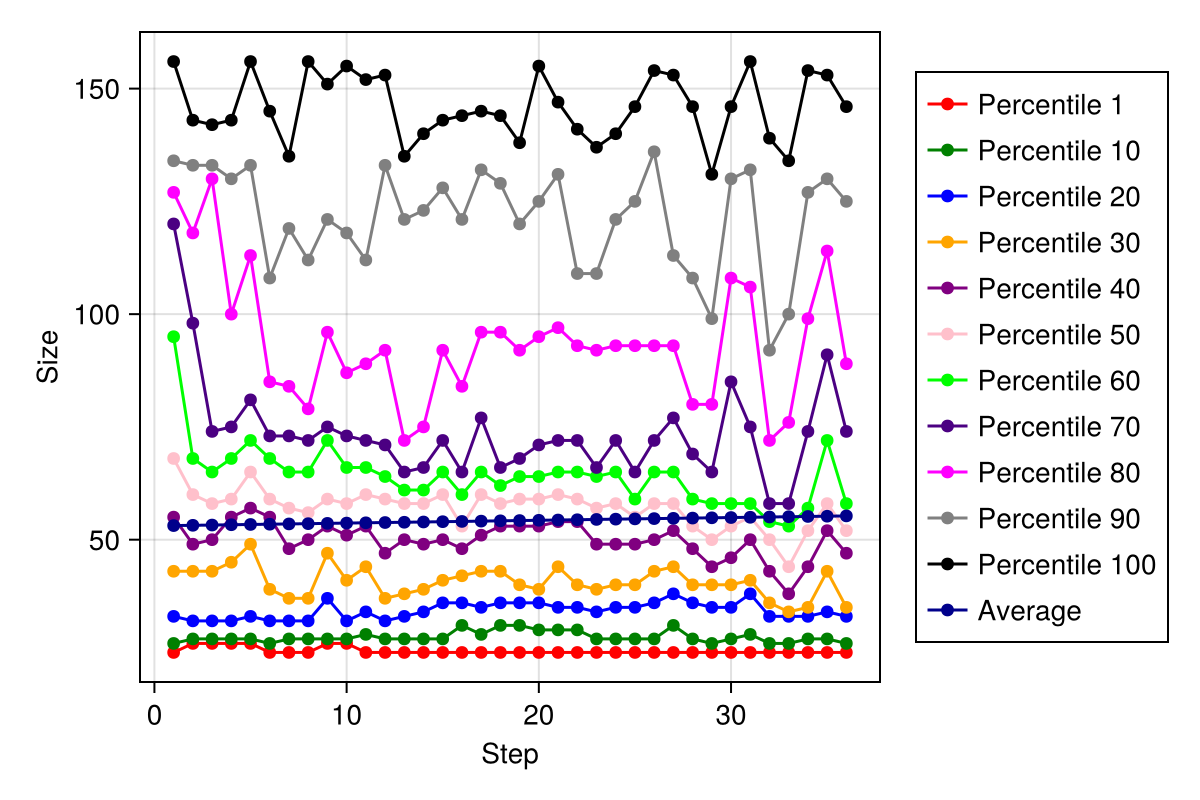 Size
150
100
50
0
10
20
30
Step
Percentile 1
Percentile 10
Percentile 20
Percentile 30
Percentile 40
Percentile 50
Percentile 60
Percentile 70
Percentile 80
Percentile 90
Percentile 100
Average